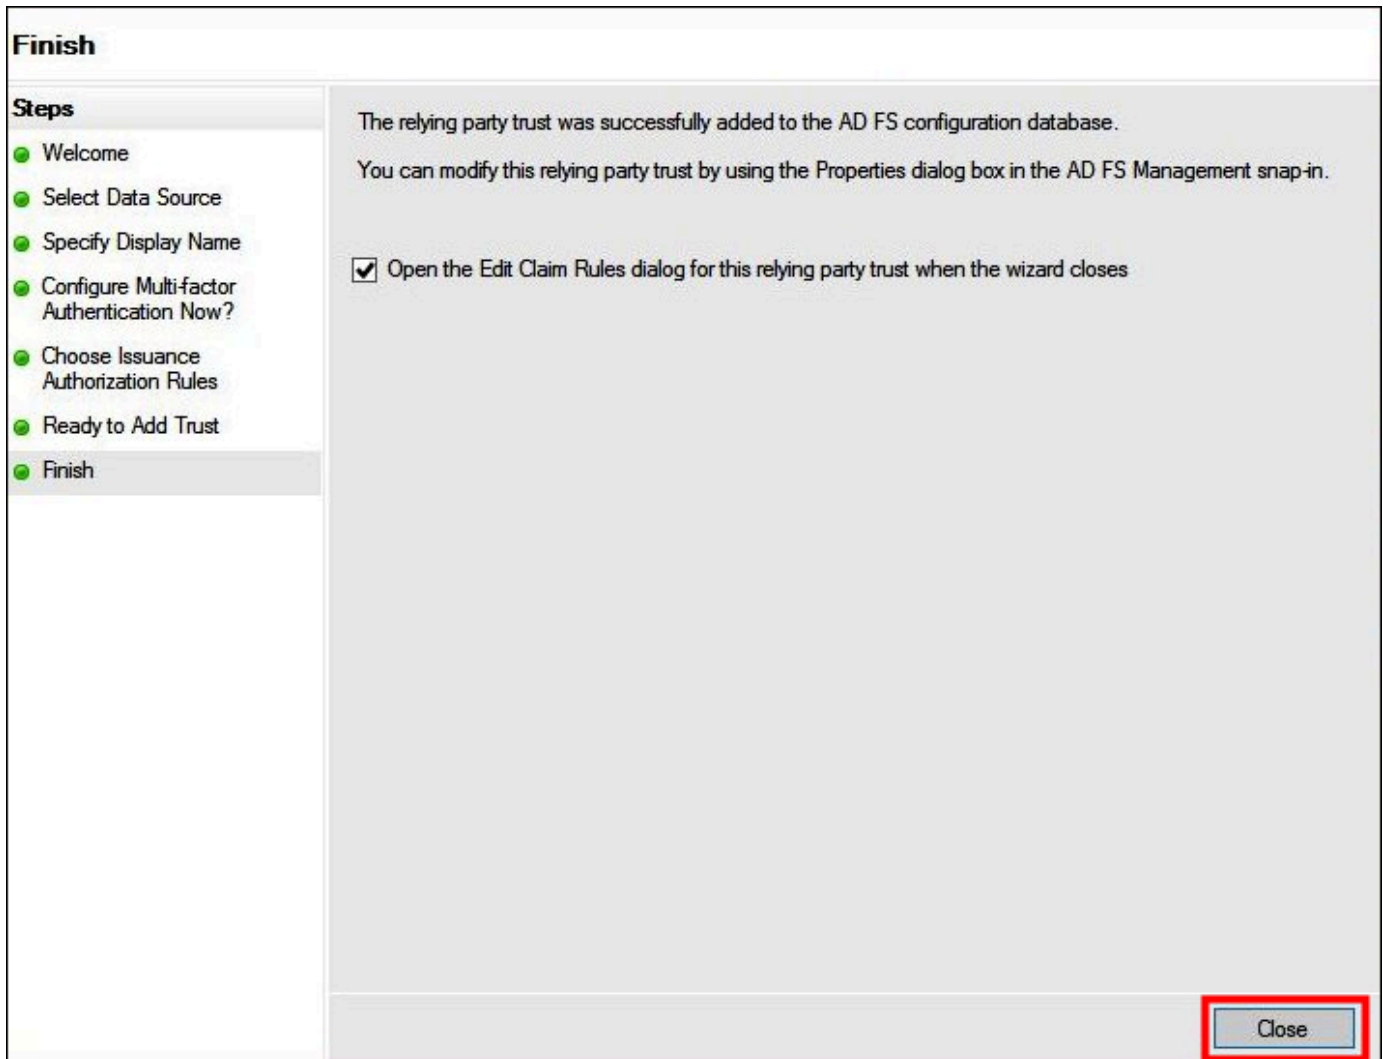 Finish
Steps
Welcome
Select Data Source
Specify Display Name
Configure Multi-factor
Authentication Now?
Choose Issuance
Authorization Rules
Ready to Add Trust
Finish
The relying party trust was successfully added to the AD FS configuration database.
You can modify this relying party trust by using the Properties dialog box in the AD FS Management snap-in.
Open the Edit Claim Rules dialog for this relying party trust when the wizard closes
Close